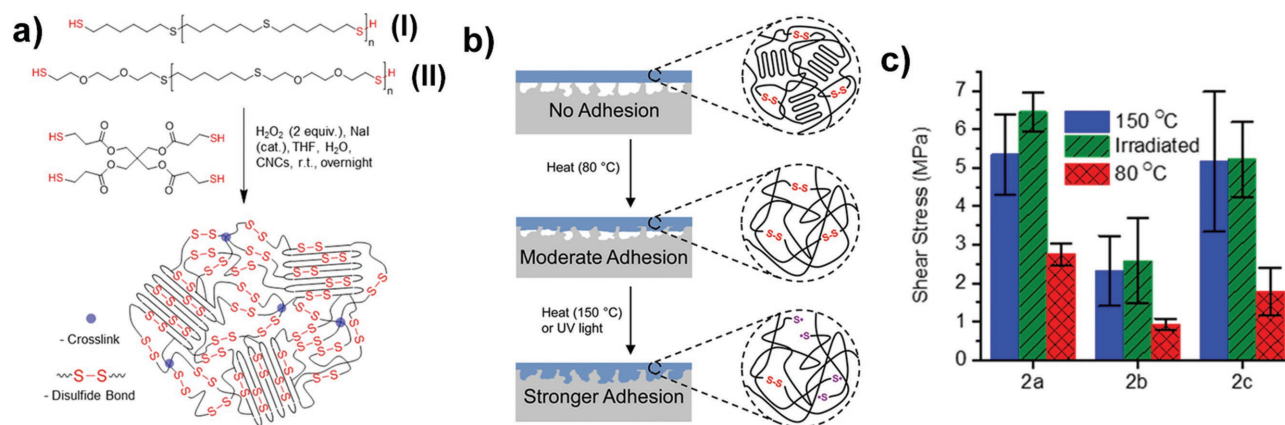 a)
HS
S
S
S
H
n
(I)
HS
O
O
S
S
O
O
S
H
n
(II)
HS
SH
O
O
O
O
O
O
O
O
HS
SH
H₂O₂ (2 equiv.), NaI
(cat.), THF, H₂O,
CNCs, r.t., overnight
- Crosslink
S–S
- Disulfide Bond
b)
No Adhesion
S-S
S-S
S-S
Heat (80 °C)
Moderate Adhesion
S-S
S-S
S-S
Heat (150 °C)
or UV light
Stronger Adhesion
S•
•S
S-S
S•
•S
c)
Shear Stress (MPa)
7
6
5
4
3
2
1
0
150 °C
Irradiated
80 °C
2a
2b
2c